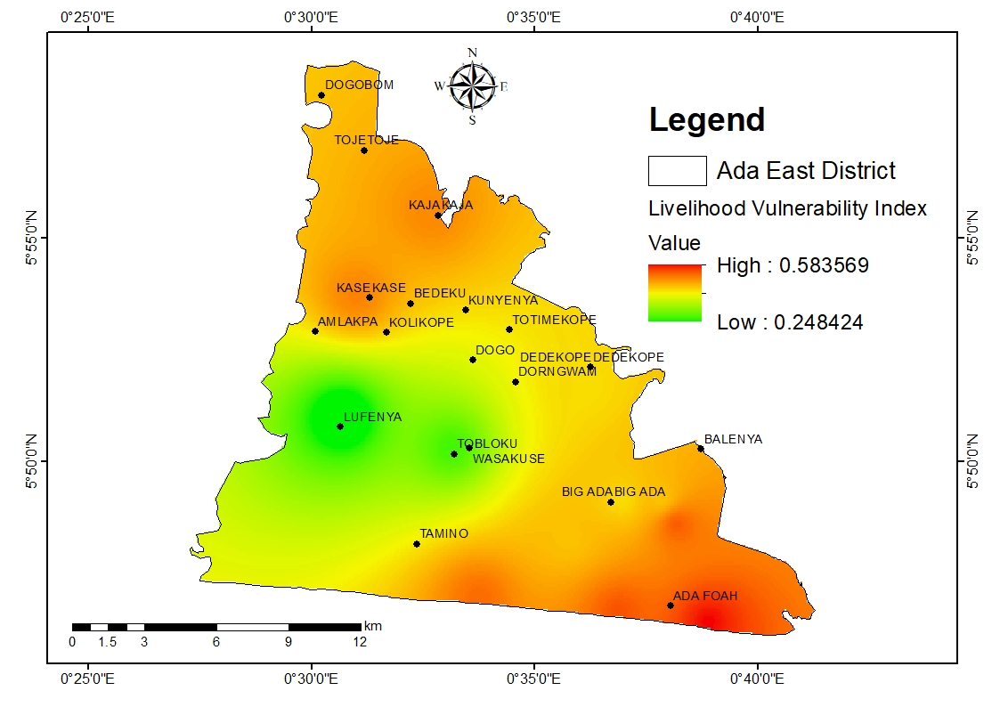 0°25'0"E 0°30'0"E 0°35'0"E 0°40'0"E
N
W E
S
Legend
Ada East District
Livelihood Vulnerability Index
Value
High : 0.583569
Low : 0.248424
5°55'0"N
5°55'0"N
5°50'0"N
5°50'0"N
DOGOBOM
TOJETOJE
KAJAKAJA
KASEKASE
BEDEKU
KUNYENYA
AMLAKPA
KOLIKOPE
TOTIMEKOPE
DOGO
DEDEKOPEDEDEKOPE
DORNGWAM
LUFENYA
TOBLOKU
WASAKUSE
BALENYA
BIG ADABIG ADA
TAMINO
ADA FOAH
km
0 1.5 3 6 9 12
0°25'0"E 0°30'0"E 0°35'0"E 0°40'0"E